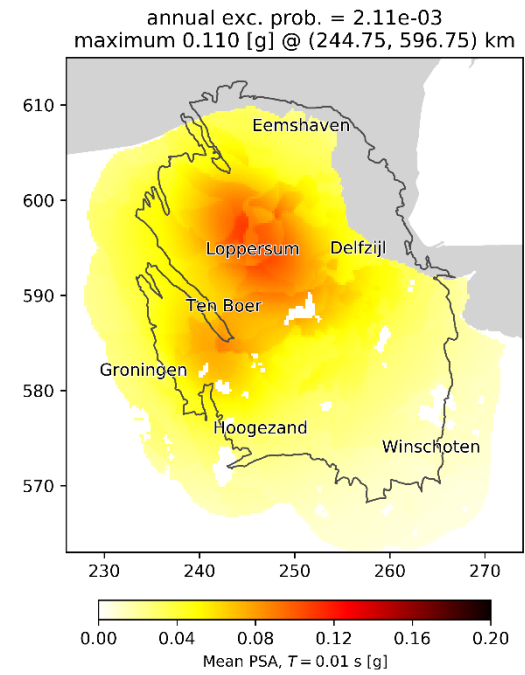 annual exc. prob. = 2.11e-03
maximum 0.110 [g] @ (244.75, 596.75) km
610
Eemshaven
600
Loppersum Delfzijl
590
Ten Boer
Groningen
580
Hoogezand
Winschoten
570
230 240 250 260 270
0.00 0.04 0.08 0.12 0.16 0.20
Mean PSA, T = 0.01 s [g]